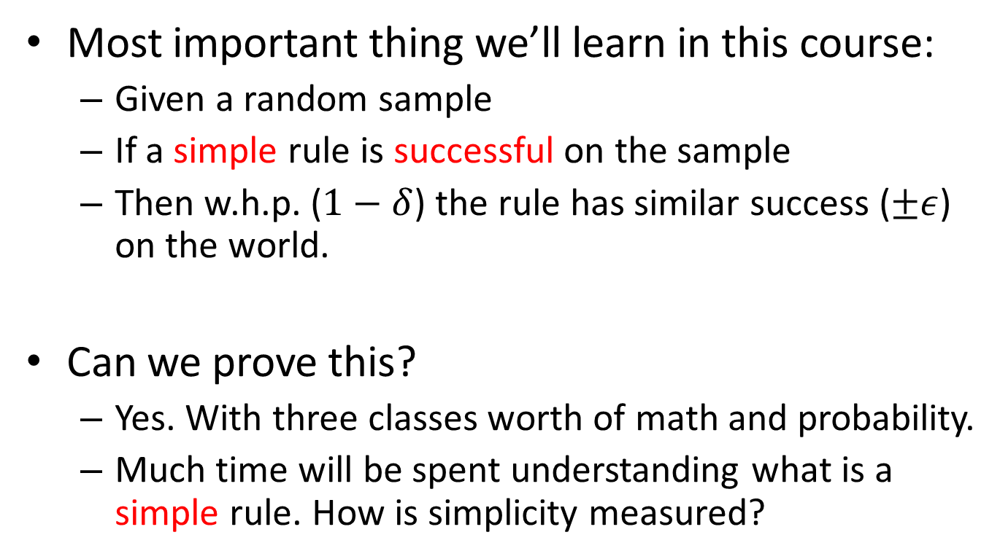 • Most important thing we’ll learn in this course:
– Given a random sample
– If a simple rule is successful on the sample
– Then w.h.p. (1 − 𝛿) the rule has similar success (±𝜖)
on the world.
• Can we prove this?
– Yes. With three classes worth of math and probability.
– Much time will be spent understanding what is a
simple rule. How is simplicity measured?